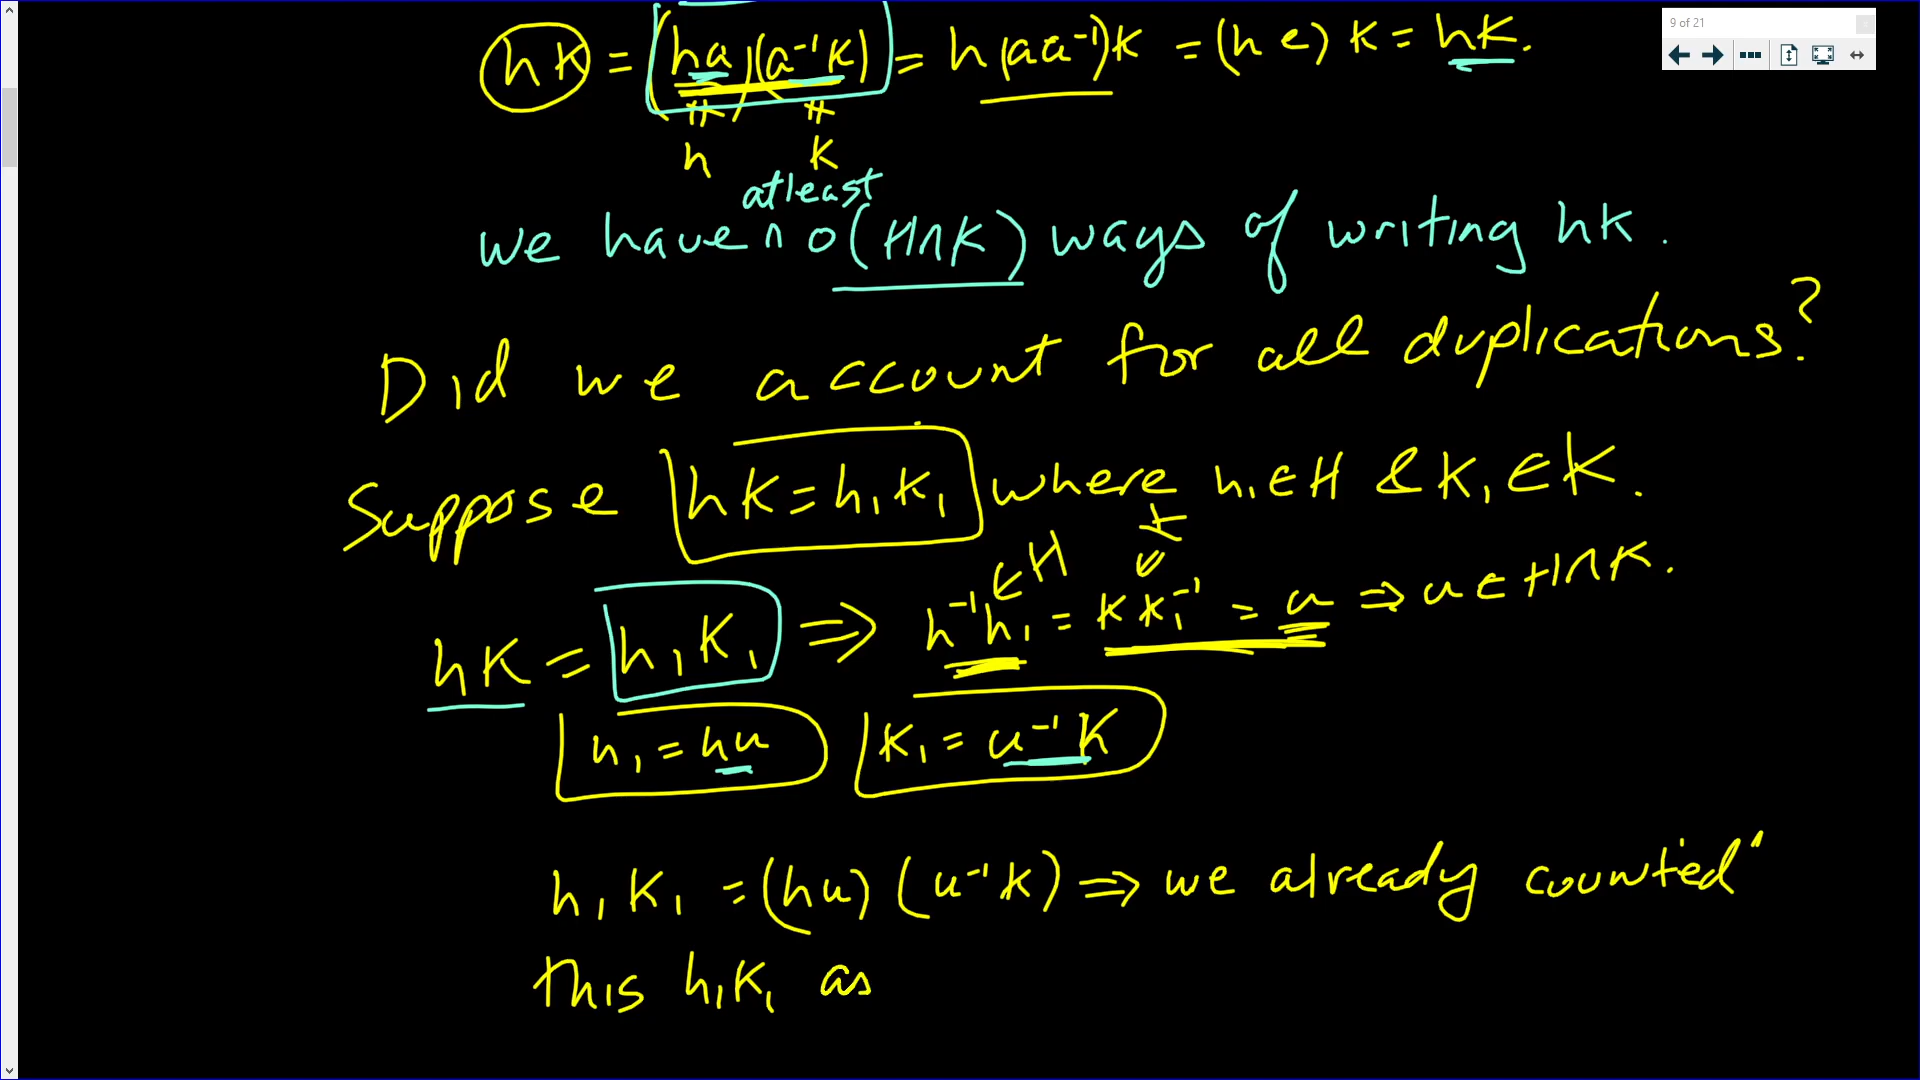 9 of 21
hk = (ha)(a⁻¹k) = h(aa⁻¹)k = (he)k = hk.
h k
atleast
we have ∧ o(H∩K) ways of writing hk.
Did we account for all duplications?
Suppose hk = h₁k₁ where h₁ ∈ H & k₁ ∈ K.
∈ H
hk = h₁k₁ ⇒ h⁻¹h₁ = kk₁⁻¹ = u ⇒ u ∈ H∩K.
h₁ = hu k₁ = u⁻¹k
h₁k₁ = (hu)(u⁻¹k) ⇒ we already counted
this h₁k₁ as